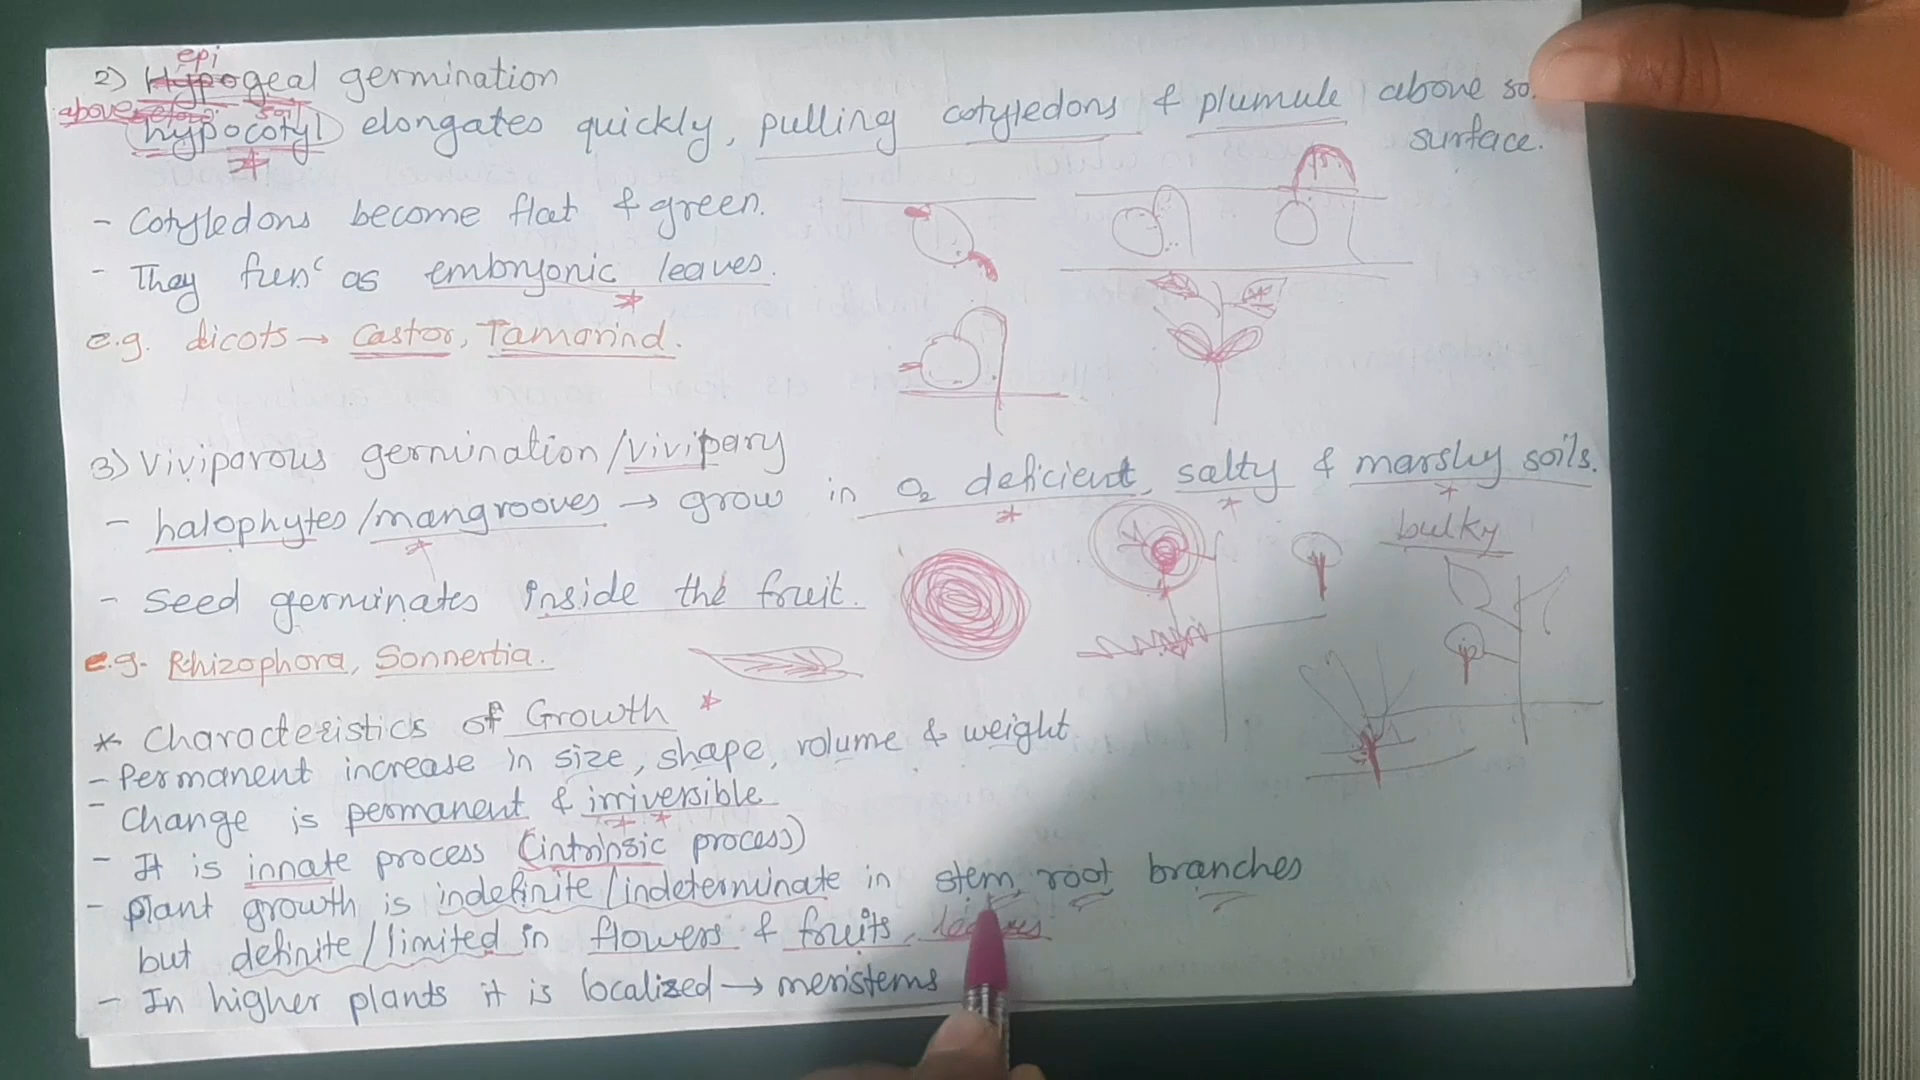 epi
2) Hypogeal germination
above soil
hypocotyl elongates quickly, pulling cotyledons & plumule above so
surface.
- Cotyledons become flat & green.
- They funᶜ as embryonic leaves.
e.g. dicots → Castor, Tamarind.
3) Viviparous germination/vivipary
- halophytes/mangrooves → grow in O₂ deficient, salty & marshy soils.
bulky
- Seed germinates inside the fruit.
e.g. Rhizophora, Sonnertia.
* Characteristics of Growth *
- Permanent increase in size, shape, volume & weight
- Change is permanent & irriversible
- It is innate process (intrinsic process)
- Plant growth is indefinite/indeterminate in stem, root branches
but definite/limited in flowers & fruits, leaves
- In higher plants it is localized → meristems